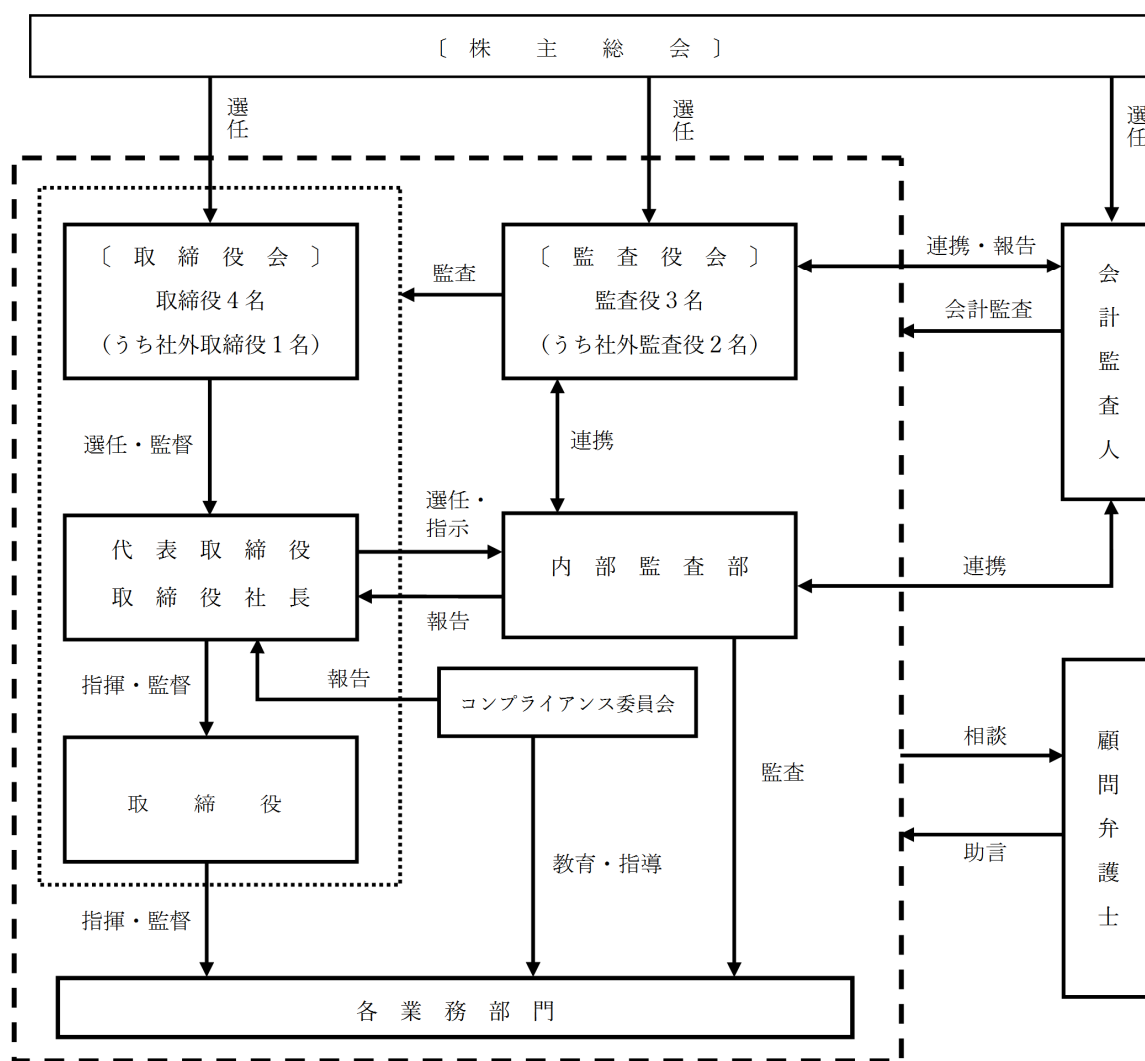 〔 株 主 総 会 〕
選任
選任
選任
〔 取 締 役 会 〕
取締役4名
（うち社外取締役1名）
監査
〔 監 査 役 会 〕
監査役3名
（うち社外監査役2名）
連携・報告
会計監査
会計監査人
選任・監督
連携
選任・
指示
代 表 取 締 役
取 締 役 社 長
内 部 監 査 部
連携
報告
指揮・監督
報告
コンプライアンス委員会
取 締 役
監査
相談
助言
顧問弁護士
教育・指導
指揮・監督
各 業 務 部 門